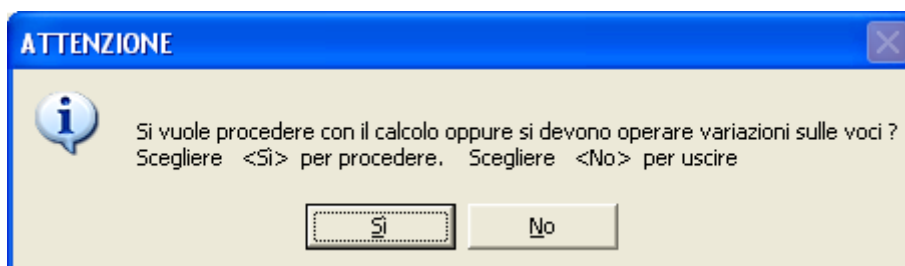 ATTENZIONE
Si vuole procedere con il calcolo oppure si devono operare variazioni sulle voci ?
Scegliere <Sì> per procedere. Scegliere <No> per uscire
Sì
No